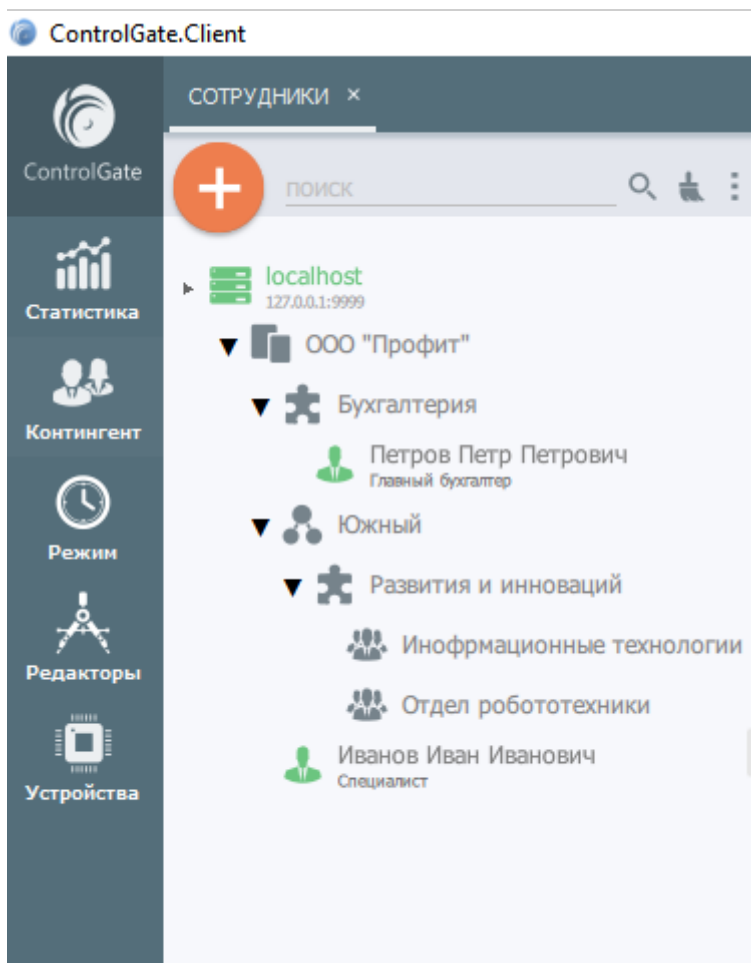 ControlGate.Client
СОТРУДНИКИ ×
ControlGate
поиск
Статистика
Контингент
Режим
Редакторы
Устройства
localhost
127.0.0.1:9999
ООО "Профит"
Бухгалтерия
Петров Петр Петрович
Главный бухгалтер
Южный
Развития и инноваций
Инофрмационные технологии
Отдел робототехники
Иванов Иван Иванович
Специалист